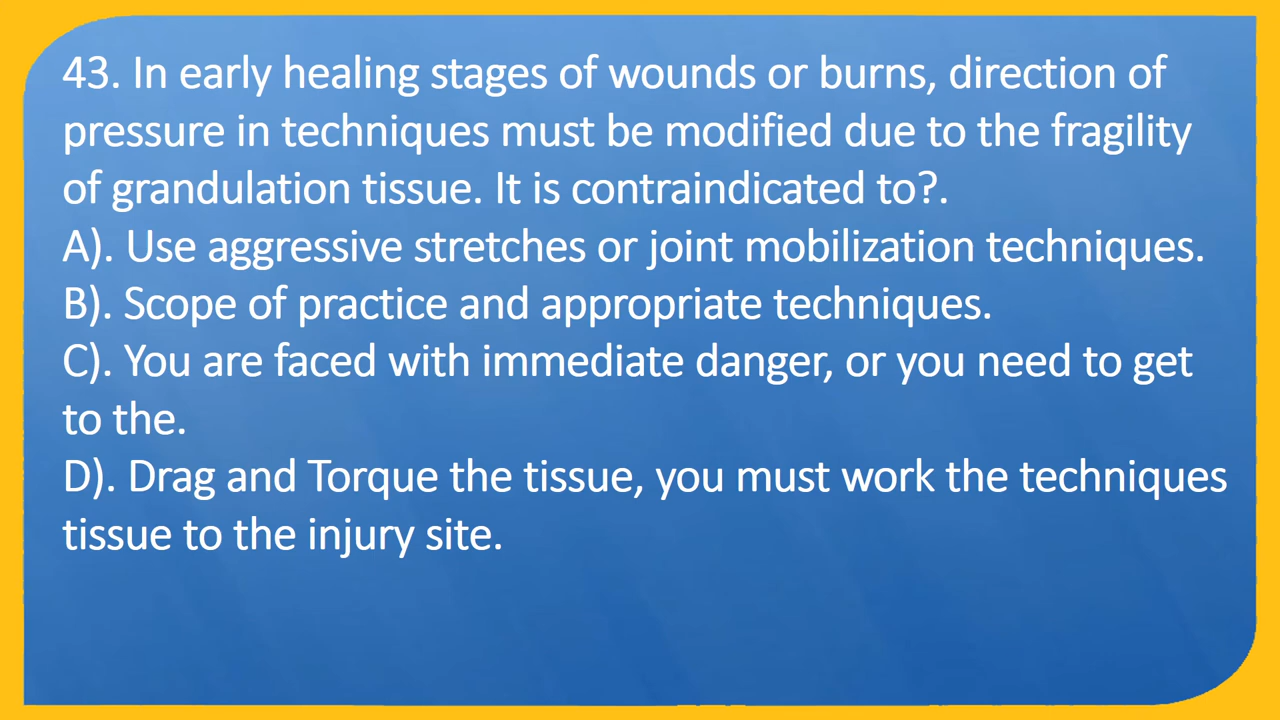 43. In early healing stages of wounds or burns, direction of
pressure in techniques must be modified due to the fragility
of grandulation tissue. It is contraindicated to?.
A). Use aggressive stretches or joint mobilization techniques.
B). Scope of practice and appropriate techniques.
C). You are faced with immediate danger, or you need to get
to the.
D). Drag and Torque the tissue, you must work the techniques
tissue to the injury site.